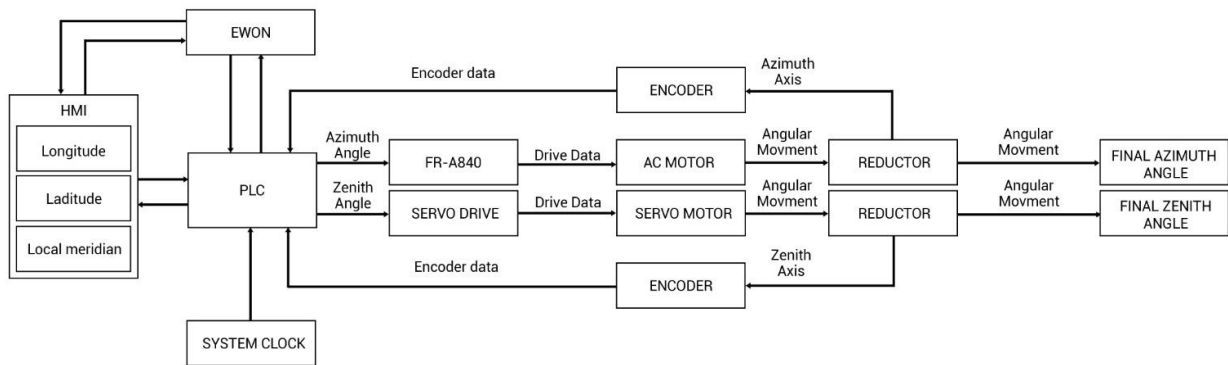 EWON
HMI
Longitude
Laditude
Local meridian
PLC
SYSTEM CLOCK
Encoder data
ENCODER
Azimuth
Axis
Azimuth
Angle
FR-A840
Drive Data
AC MOTOR
Angular
Movment
REDUCTOR
Angular
Movment
FINAL AZIMUTH
ANGLE
Zenith
Angle
SERVO DRIVE
Drive Data
SERVO MOTOR
Angular
Movment
REDUCTOR
Angular
Movment
FINAL ZENITH
ANGLE
Encoder data
ENCODER
Zenith
Axis